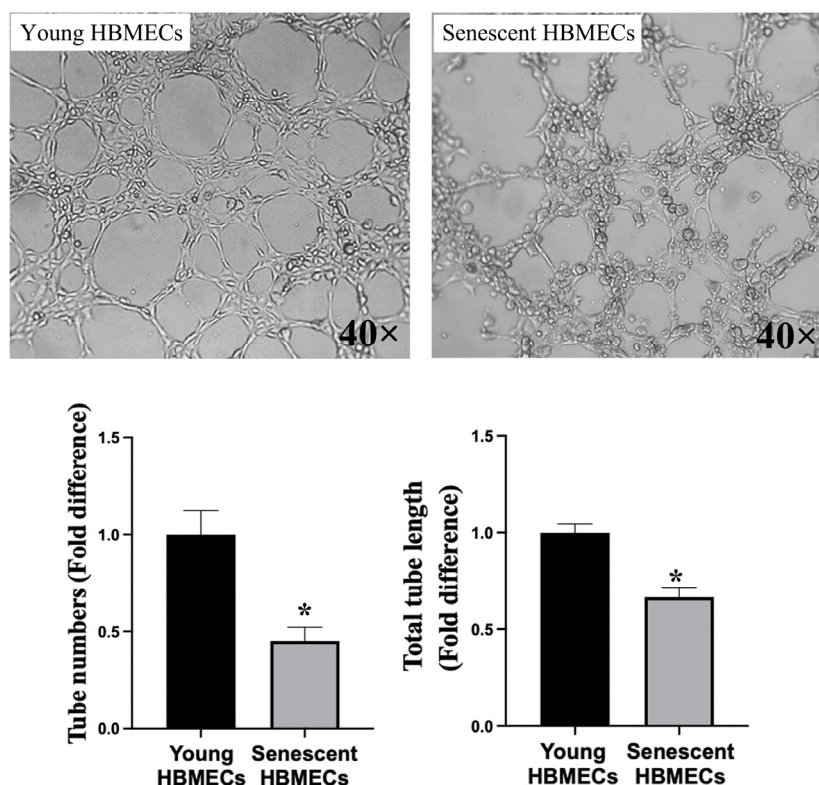 Young HBMECs
40×
Senescent HBMECs
40×
Tube numbers (Fold difference)
1.5
1.0
0.5
0.0
*
Young
HBMECs
Senescent
HBMECs
Total tube length
(Fold difference)
1.5
1.0
0.5
0.0
*
Young
HBMECs
Senescent
HBMECs